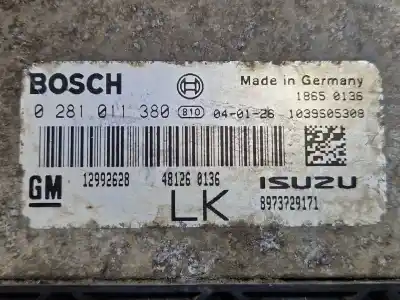 BOSCH Made in Germany
1865 0136
0 281 011 380 810 04-01-26 1039S05308
GM 12992628 48126 0136 ISUZU
LK 8973729171